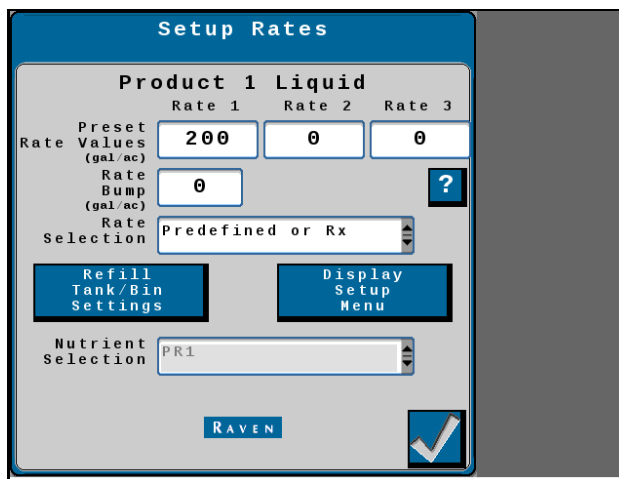 Setup Rates
Product 1 Liquid
Rate 1 Rate 2 Rate 3
Preset
Rate Values
(gal/ac)
200 0 0
Rate
Bump
(gal/ac)
0
?
Rate
Selection
Predefined or Rx
Refill
Tank/Bin
Settings
Display
Setup
Menu
Nutrient
Selection
PR1
RAVEN